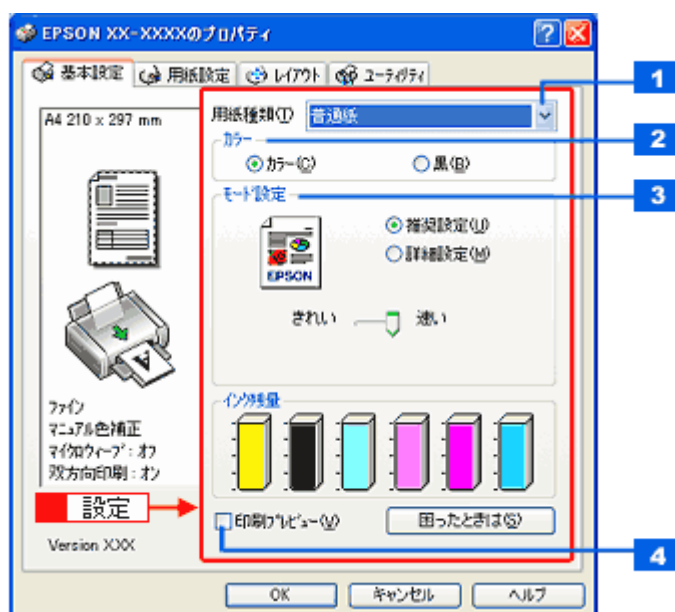 EPSON XX-XXXXのプロパティ
基本設定
用紙設定
レイアウト
ユーティリティ
A4 210 x 297 mm
用紙種類(T)
普通紙
1
カラー
2
カラー(C)
黒(B)
モード設定
3
推奨設定(U)
詳細設定(M)
EPSON
きれい
速い
インク残量
ファイン
マニュアル色補正
マイクロウィーブ : オフ
双方向印刷 : オン
設定
印刷プレビュー(V)
困ったときは(S)
Version XXX
4
OK
キャンセル
ヘルプ